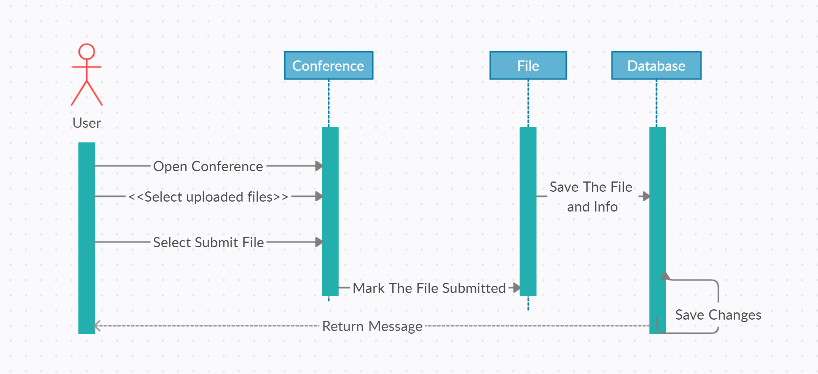 Conference
File
Database
User
Open Conference
<<Select uploaded files>>
Save The File
and Info
Select Submit File
Mark The File Submitted
Save Changes
Return Message